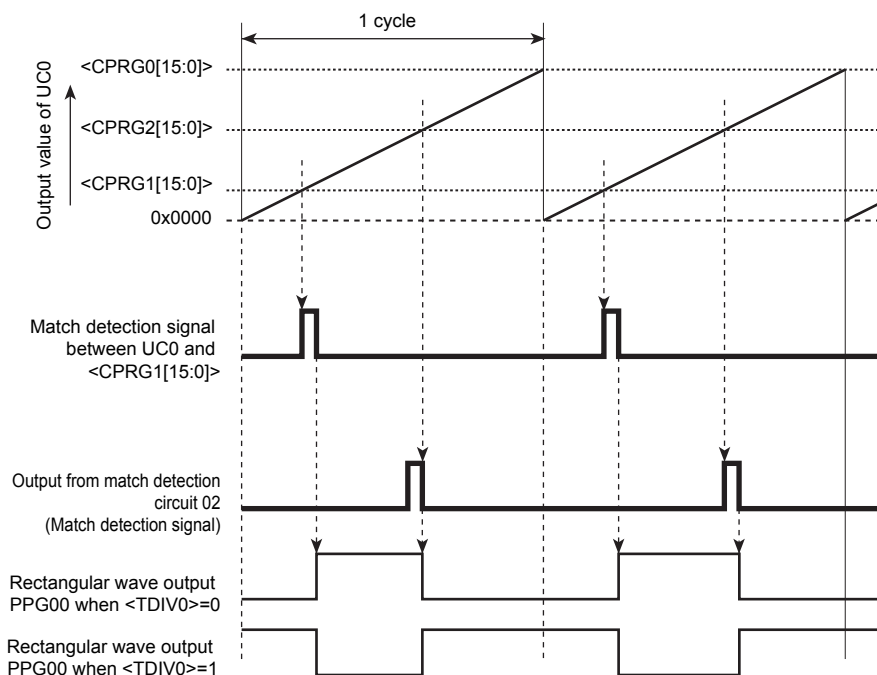 1 cycle
Output value of UC0
<CPRG0[15:0]>
<CPRG2[15:0]>
<CPRG1[15:0]>
0x0000
Match detection signal
between UC0 and
<CPRG1[15:0]>
Output from match detection
circuit 02
(Match detection signal)
Rectangular wave output
PPG00 when <TDIV0>=0
Rectangular wave output
PPG00 when <TDIV0>=1